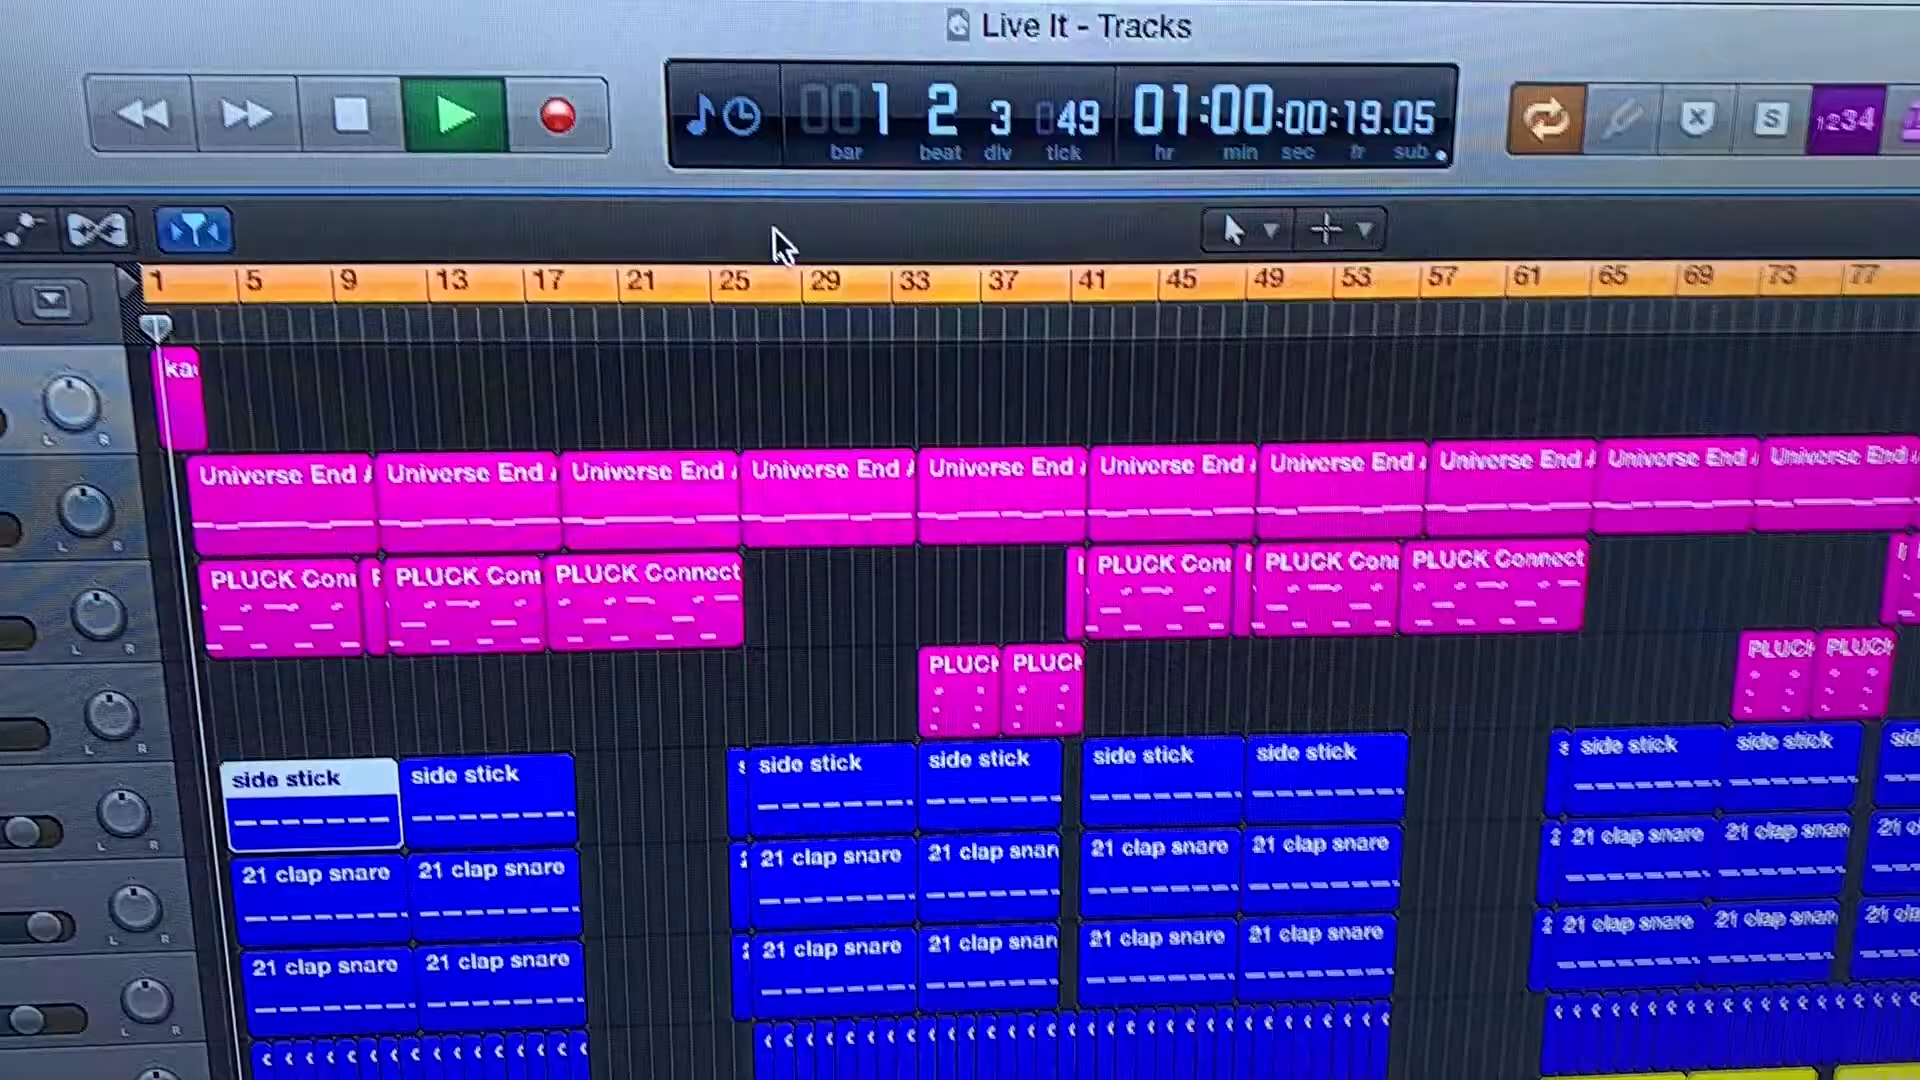 Live It - Tracks
001 2 3 049 01:00:00:19.05
bar beat div tick hr min sec fr sub
S 1234
1 5 9 13 17 21 25 29 33 37 41 45 49 53 57 61 65 69 73 77
Universe End Universe End Universe End Universe End Universe End Universe End Universe End Universe End Universe End Universe End
PLUCK Conn PLUCK Conn PLUCK Connect PLUCK Conn PLUCK Conn PLUCK Connect
PLUCK PLUCK PLUCK PLUCK
side stick side stick side stick side stick side stick side stick side stick side stick
21 clap snare 21 clap snare 21 clap snare 21 clap snar 21 clap snare 21 clap snare 21 clap snare 21 clap snar
21 clap snare 21 clap snare 21 clap snare 21 clap snar 21 clap snare 21 clap snare 21 clap snare 21 clap snar
L R
L R
L R
L R
L R
L R
L R